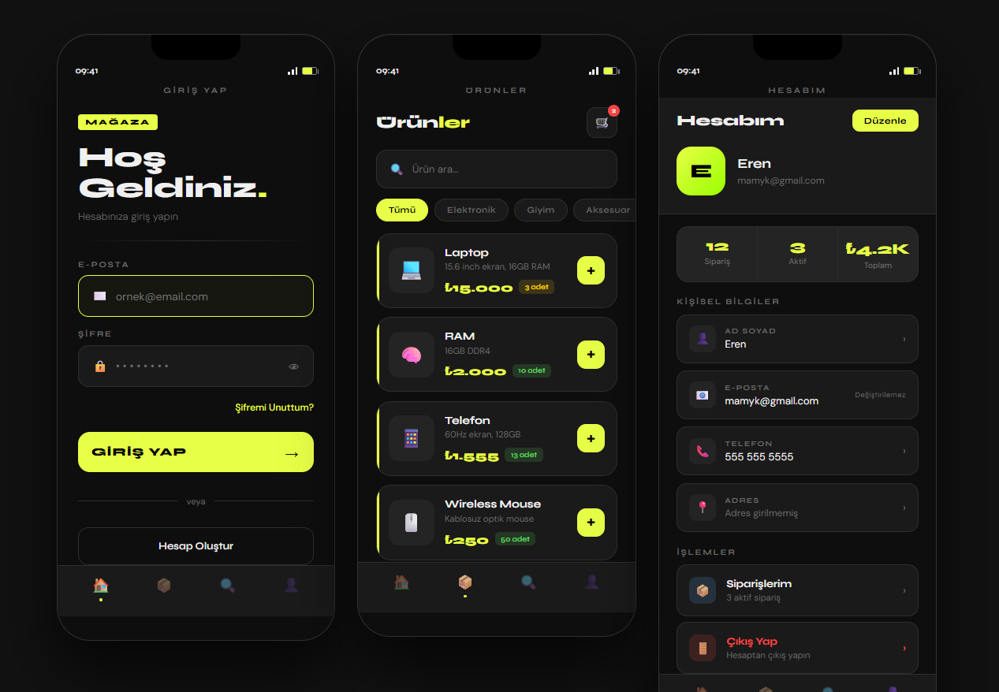 09:41
GİRİŞ YAP
MAĞAZA
Hoş
Geldiniz.
Hesabınıza giriş yapın
E-POSTA
ornek@email.com
ŞİFRE
••••••••
Şifremi Unuttum?
GİRİŞ YAP →
veya
Hesap Oluştur
09:41
ÜRÜNLER
Ürünler
2
Ürün ara...
Tümü Elektronik Giyim Aksesuar
Laptop
15.6 inch ekran, 16GB RAM
₺15.000 3 adet
+
RAM
16GB DDR4
₺2.000 10 adet
+
Telefon
60Hz ekran, 128GB
₺1.555 13 adet
+
Wireless Mouse
Kablosuz optik mouse
₺250 50 adet
+
09:41
HESABIM
Hesabım Düzenle
E
Eren
mamyk@gmail.com
12 3 ₺4.2K
Sipariş Aktif Toplam
KİŞİSEL BİLGİLER
AD SOYAD
Eren ›
E-POSTA
mamyk@gmail.com Değiştirilemez
TELEFON
555 555 5555 ›
ADRES
Adres girilmemiş ›
İŞLEMLER
Siparişlerim
3 aktif sipariş ›
Çıkış Yap
Hesaptan çıkış yapın ›